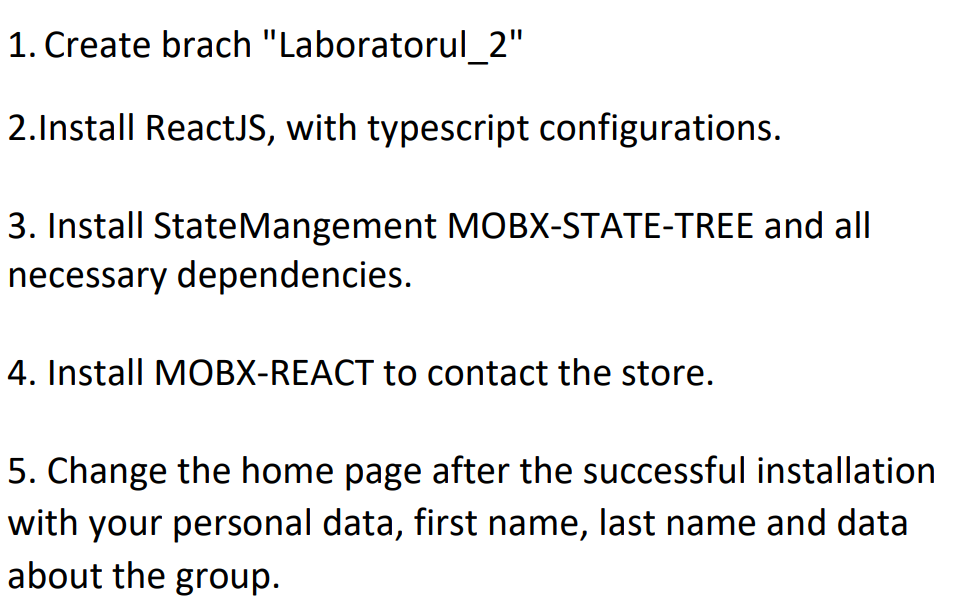 1. Create brach "Laboratorul_2"
2.Install ReactJS, with typescript configurations.
3. Install StateMangement MOBX-STATE-TREE and all
necessary dependencies.
4. Install MOBX-REACT to contact the store.
5. Change the home page after the successful installation
with your personal data, first name, last name and data
about the group.